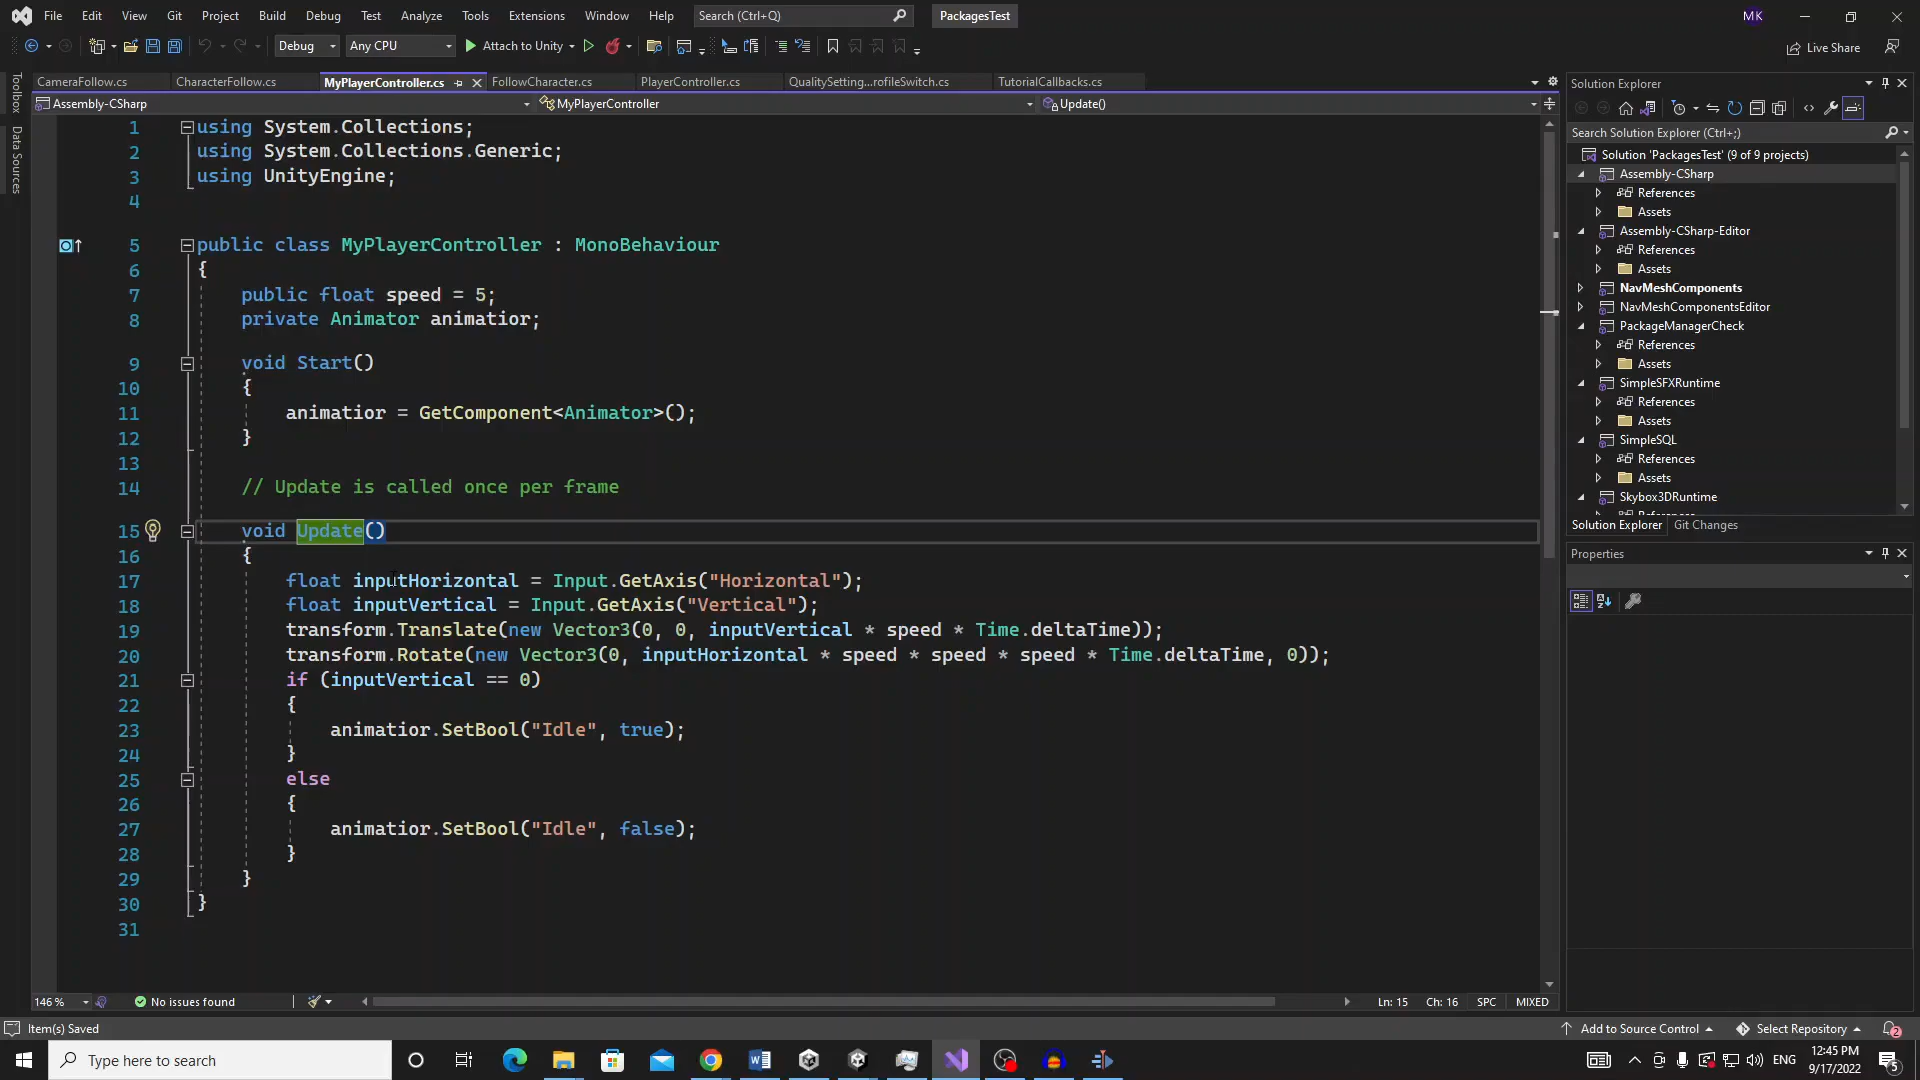 File Edit View Git Project Build Debug Test Analyze Tools Extensions Window Help Search (Ctrl+Q) PackagesTest MK
Debug Any CPU Attach to Unity Live Share
CameraFollow.cs CharacterFollow.cs MyPlayerController.cs FollowCharacter.cs PlayerController.cs QualitySetting...rofileSwitch.cs TutorialCallbacks.cs
Assembly-CSharp MyPlayerController Update()
Toolbox
Data Sources
1 using System.Collections;
2 using System.Collections.Generic;
3 using UnityEngine;
4
5 public class MyPlayerController : MonoBehaviour
6 {
7 public float speed = 5;
8 private Animator animatior;
9 void Start()
10 {
11 animatior = GetComponent<Animator>();
12 }
13
14 // Update is called once per frame
15 void Update()
16 {
17 float inputHorizontal = Input.GetAxis("Horizontal");
18 float inputVertical = Input.GetAxis("Vertical");
19 transform.Translate(new Vector3(0, 0, inputVertical * speed * Time.deltaTime));
20 transform.Rotate(new Vector3(0, inputHorizontal * speed * speed * speed * Time.deltaTime, 0));
21 if (inputVertical == 0)
22 {
23 animatior.SetBool("Idle", true);
24 }
25 else
26 {
27 animatior.SetBool("Idle", false);
28 }
29 }
30 }
31
146 % No issues found Ln: 15 Ch: 16 SPC MIXED
Solution Explorer
Search Solution Explorer (Ctrl+;)
Solution 'PackagesTest' (9 of 9 projects)
Assembly-CSharp
References
Assets
Assembly-CSharp-Editor
References
Assets
NavMeshComponents
NavMeshComponentsEditor
PackageManagerCheck
References
Assets
SimpleSFXRuntime
References
Assets
SimpleSQL
References
Assets
Skybox3DRuntime
Solution Explorer Git Changes
Properties
Item(s) Saved Add to Source Control Select Repository 2
Type here to search ENG 12:45 PM
9/17/2022 5